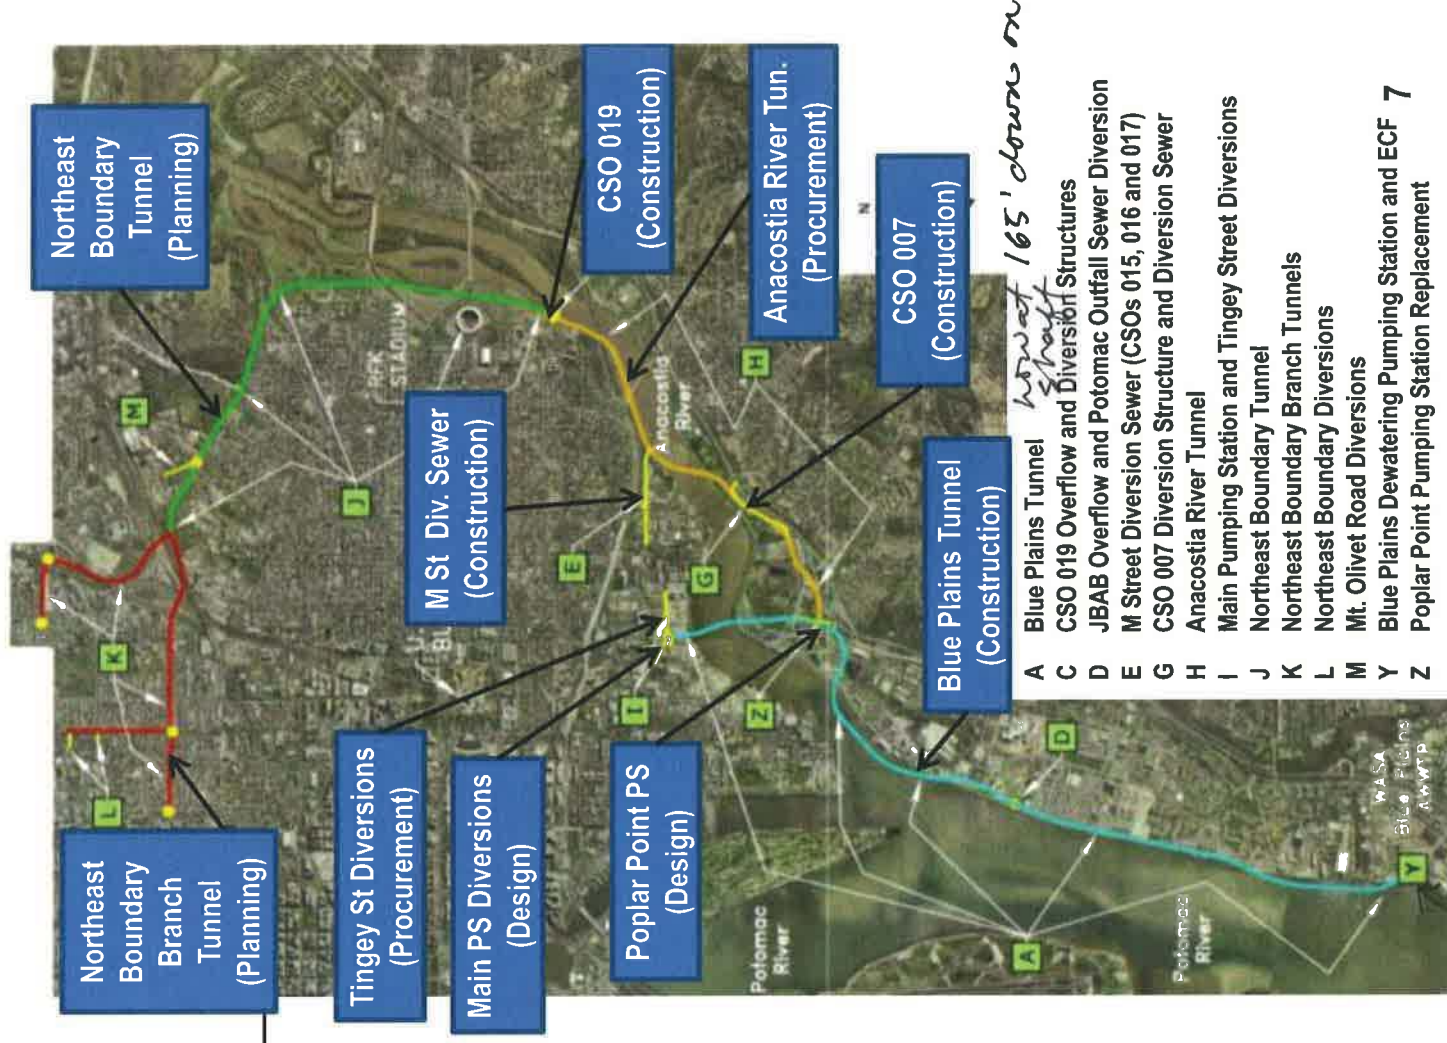 Northeast
Boundary
Tunnel
(Planning)
CSO 019
(Construction)
Anacostia River Tun.
(Procurement)
CSO 007
(Construction)
M St Div. Sewer
(Construction)
Blue Plains Tunnel
(Construction)
Northeast
Boundary
Branch
Tunnel
(Planning)
Tingey St Diversions
(Procurement)
Main PS Diversions
(Design)
Poplar Point PS
(Design)
RFK
STADIUM
Anacostia
River
Potomac
River
Potomac
River
WASA
Blue Plains
AWWTP
N
M
J
K
L
E
G
H
I
Z
D
A
Y
165' down on
shaft
A Blue Plains Tunnel
C CSO 019 Overflow and Diversion Structures
D JBAB Overflow and Potomac Outfall Sewer Diversion
E M Street Diversion Sewer (CSOs 015, 016 and 017)
G CSO 007 Diversion Structure and Diversion Sewer
H Anacostia River Tunnel
I Main Pumping Station and Tingey Street Diversions
J Northeast Boundary Tunnel
K Northeast Boundary Branch Tunnels
L Northeast Boundary Diversions
M Mt. Olivet Road Diversions
Y Blue Plains Dewatering Pumping Station and ECF
Z Poplar Point Pumping Station Replacement
7